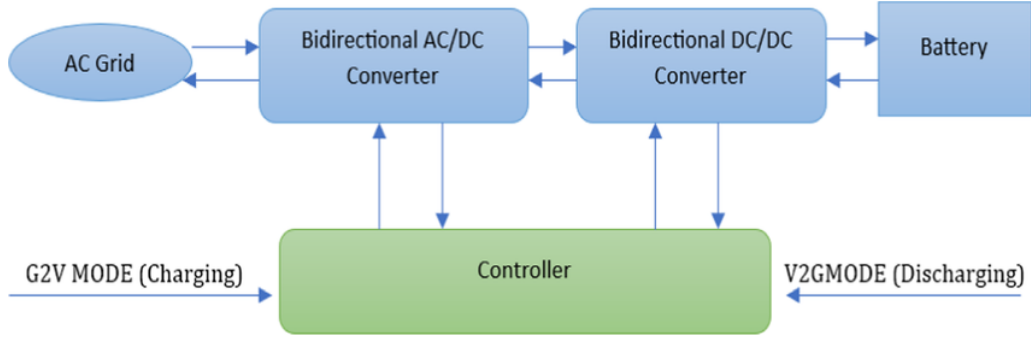 AC Grid
Bidirectional AC/DC
Converter
Bidirectional DC/DC
Converter
Battery
G2V MODE (Charging)
Controller
V2GMODE (Discharging)